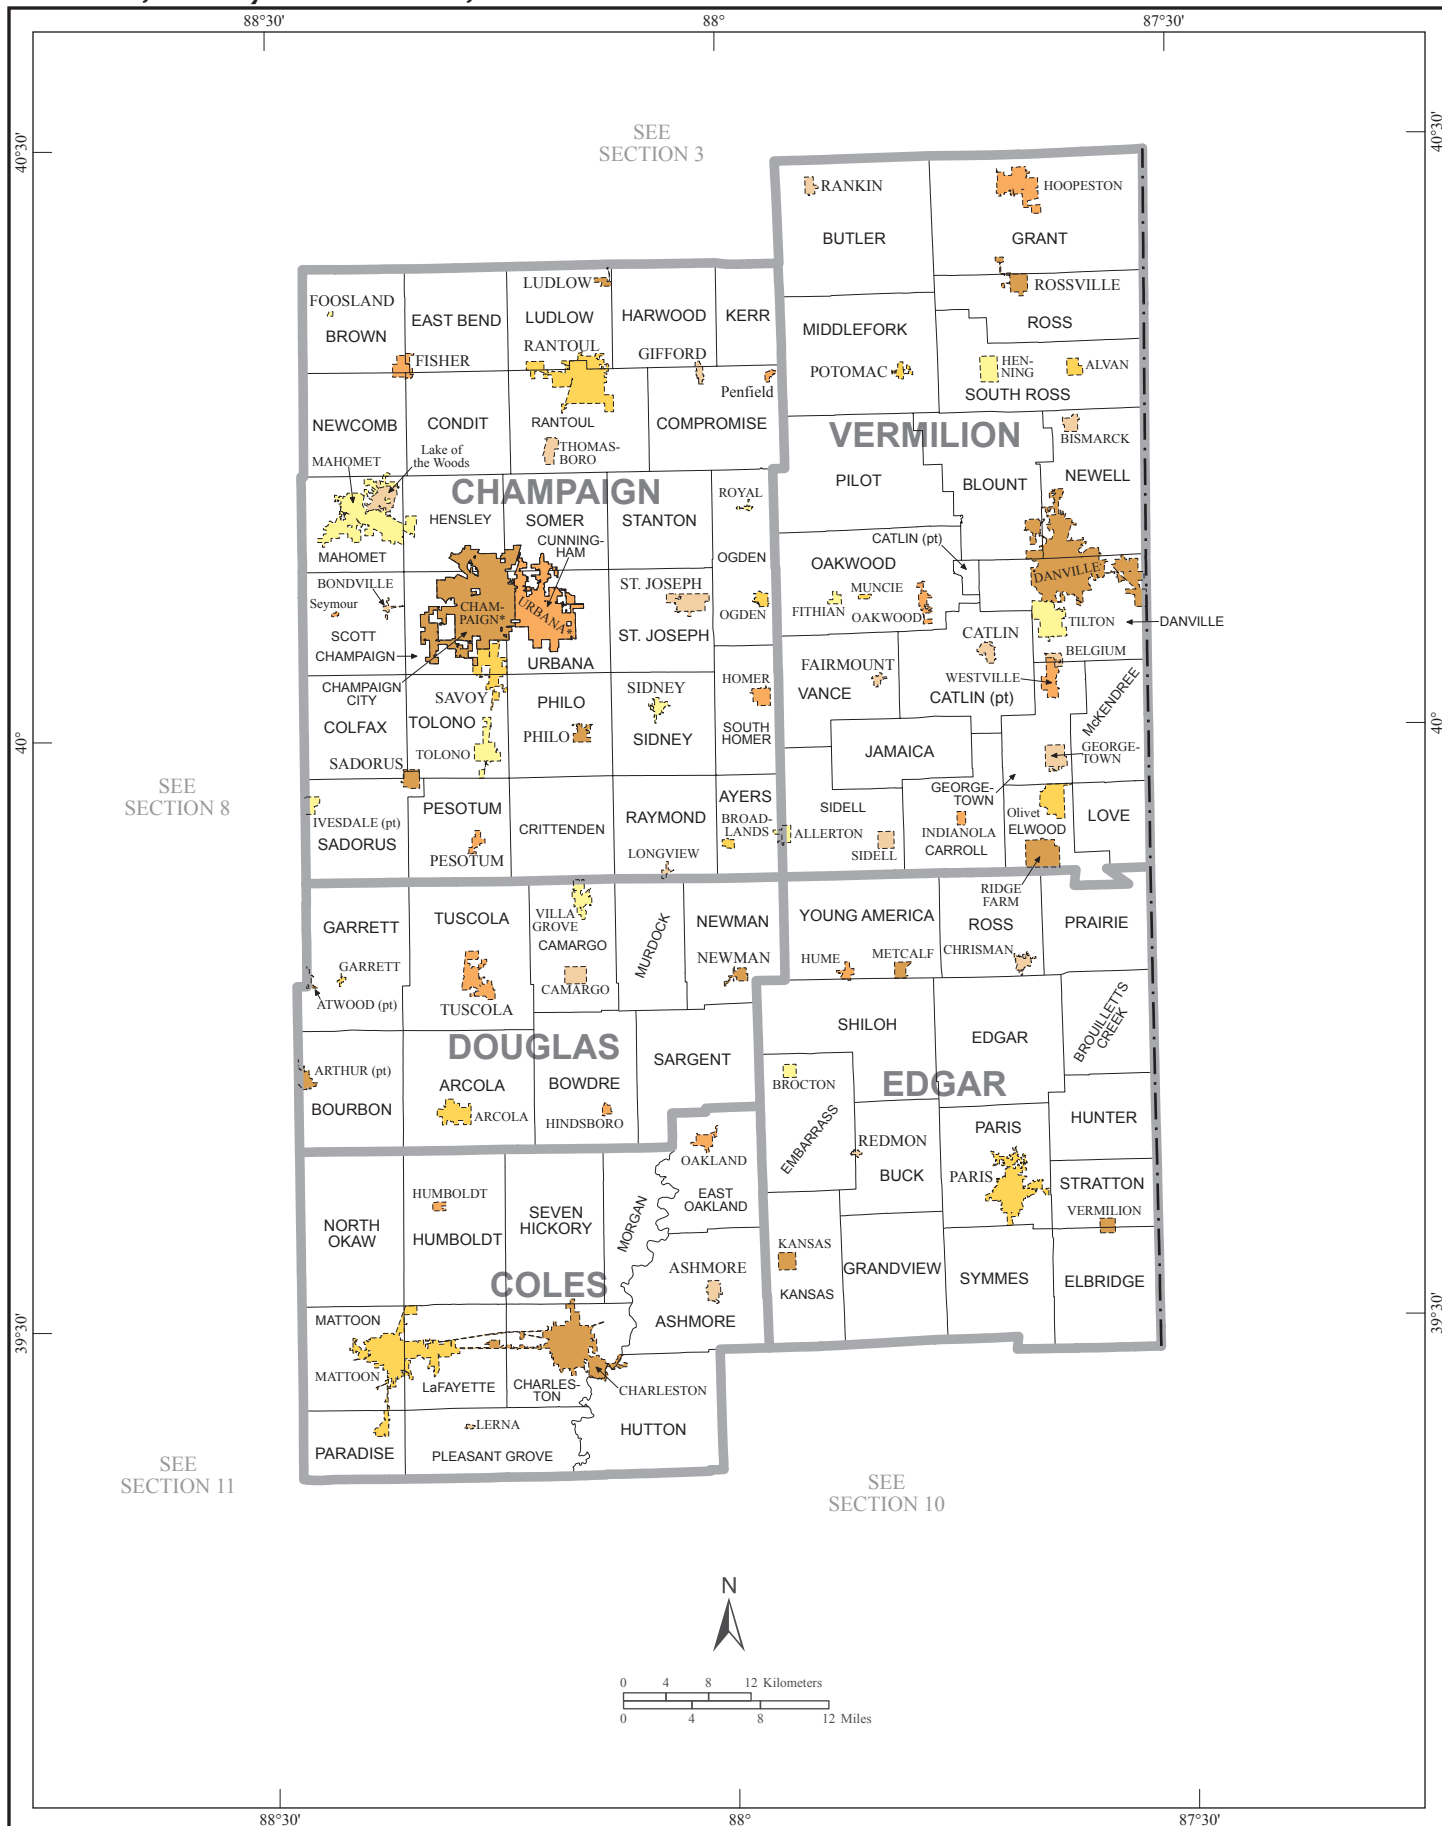 88°30'
88°
87°30'
40°30'
40°30'
SEE
SECTION 3
RANKIN
HOOPESTON
BUTLER
GRANT
LUDLOW
ROSSVILLE
FOOSLAND
EAST BEND
LUDLOW
HARWOOD
KERR
ROSS
BROWN
MIDDLEFORK
RANTOUL
GIFFORD
FISHER
POTOMAC
HEN-
NING
ALVAN
Penfield
SOUTH ROSS
NEWCOMB
CONDIT
RANTOUL
COMPROMISE
VERMILION
BISMARCK
THOMAS-
BORO
MAHOMET
Lake of
the Woods
PILOT
BLOUNT
NEWELL
CHAMPAIGN
ROYAL
HENSLEY
SOMER
STANTON
CUNNING-
HAM
CATLIN (pt)
MAHOMET
OGDEN
OAKWOOD
BONDVILLE
ST. JOSEPH
DANVILLE
Seymour
CHAM-
PAIGN*
URBANA*
MUNCIE
FITHIAN
OAKWOOD
OGDEN
TILTON
DANVILLE
SCOTT
ST. JOSEPH
CATLIN
CHAMPAIGN
URBANA
BELGIUM
FAIRMOUNT
WESTVILLE
CHAMPAIGN
CITY
SAVOY
PHILO
SIDNEY
HOMER
VANCE
CATLIN (pt)
McKENDREE
COLFAX
TOLONO
PHILO
SIDNEY
SOUTH
HOMER
40°
40°
TOLONO
JAMAICA
GEORGE-
TOWN
SADORUS
SEE
SECTION 8
PESOTUM
AYERS
SIDELL
GEORGE-
TOWN
Olivet
LOVE
IVESDALE (pt)
CRITTENDEN
RAYMOND
BROAD-
LANDS
ALLERTON
INDIANOLA
ELWOOD
SADORUS
PESOTUM
LONGVIEW
SIDELL
CARROLL
RIDGE
FARM
GARRETT
TUSCOLA
VILLA
GROVE
MURDOCK
NEWMAN
YOUNG AMERICA
ROSS
PRAIRIE
CAMARGO
HUME
METCALF
CHRISMAN
GARRETT
NEWMAN
ATWOOD (pt)
TUSCOLA
CAMARGO
SHILOH
EDGAR
BROUILLETTS
CREEK
DOUGLAS
SARGENT
ARTHUR (pt)
ARCOLA
BOWDRE
BROCTON
EDGAR
BOURBON
ARCOLA
HINDSBORO
EMBARRASS
PARIS
HUNTER
REDMON
OAKLAND
BUCK
PARIS
STRATTON
HUMBOLDT
SEVEN
HICKORY
MORGAN
EAST
OAKLAND
VERMILION
NORTH
OKAW
HUMBOLDT
KANSAS
GRANDVIEW
SYMMES
ELBRIDGE
COLES
ASHMORE
KANSAS
MATTOON
ASHMORE
39°30'
39°30'
MATTOON
LaFAYETTE
CHARLES-
TON
CHARLESTON
LERNA
HUTTON
PARADISE
PLEASANT GROVE
SEE
SECTION 11
SEE
SECTION 10
N
0 4 8 12 Kilometers
0 4 8 12 Miles
88°30'
88°
87°30'